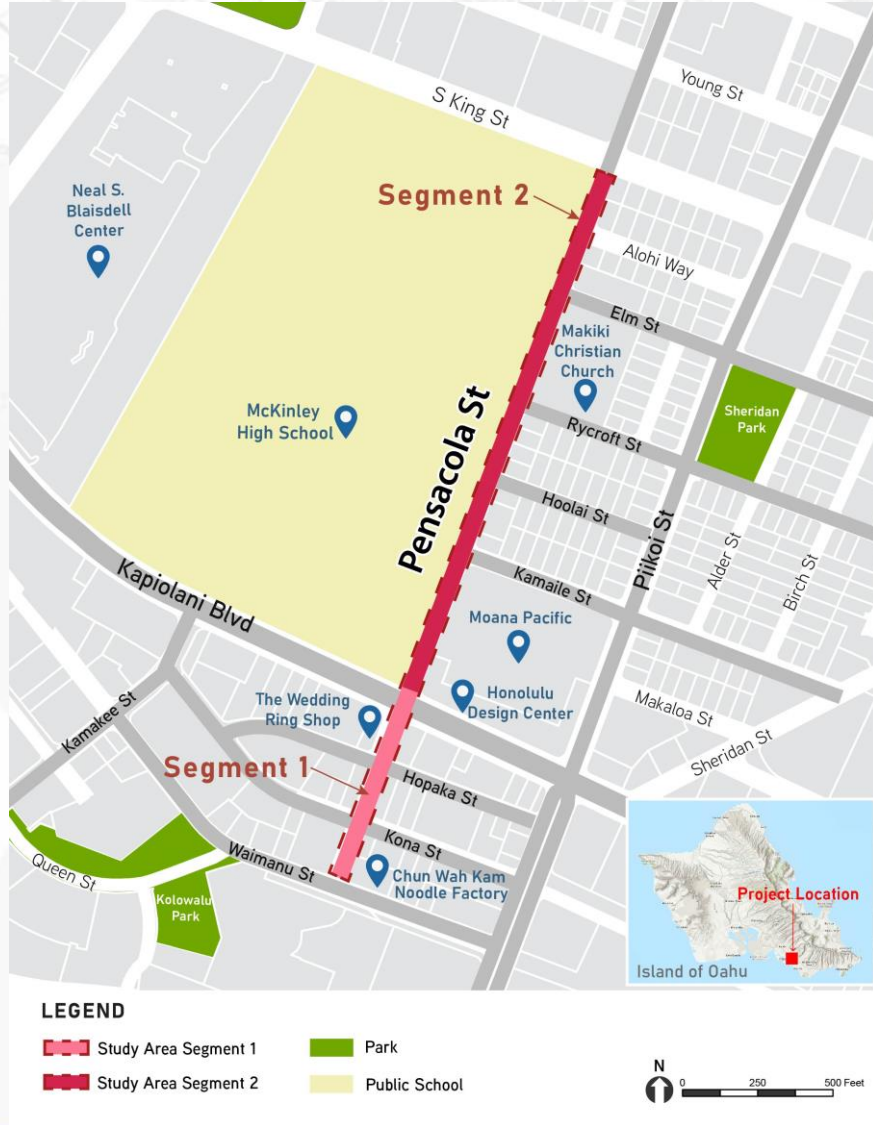 Young St
S King St
Neal S.
Blaisdell
Center
Segment 2
Alohi Way
Elm St
Makiki
Christian
Church
McKinley
High School
Sheridan
Park
Rycroft St
Pensacola St
Hoolai St
Piikoi St
Alder St
Birch St
Kapiolani Blvd
Kamaile St
Moana Pacific
Honolulu
Design Center
The Wedding
Ring Shop
Makaloa St
Sheridan St
Kamakee St
Segment 1
Hopaka St
Kona St
Waimanu St
Chun Wah Kam
Noodle Factory
Queen St
Kolowalu
Park
Project Location
Island of Oahu
LEGEND
Study Area Segment 1
Park
Study Area Segment 2
Public School
N
0 250 500 Feet